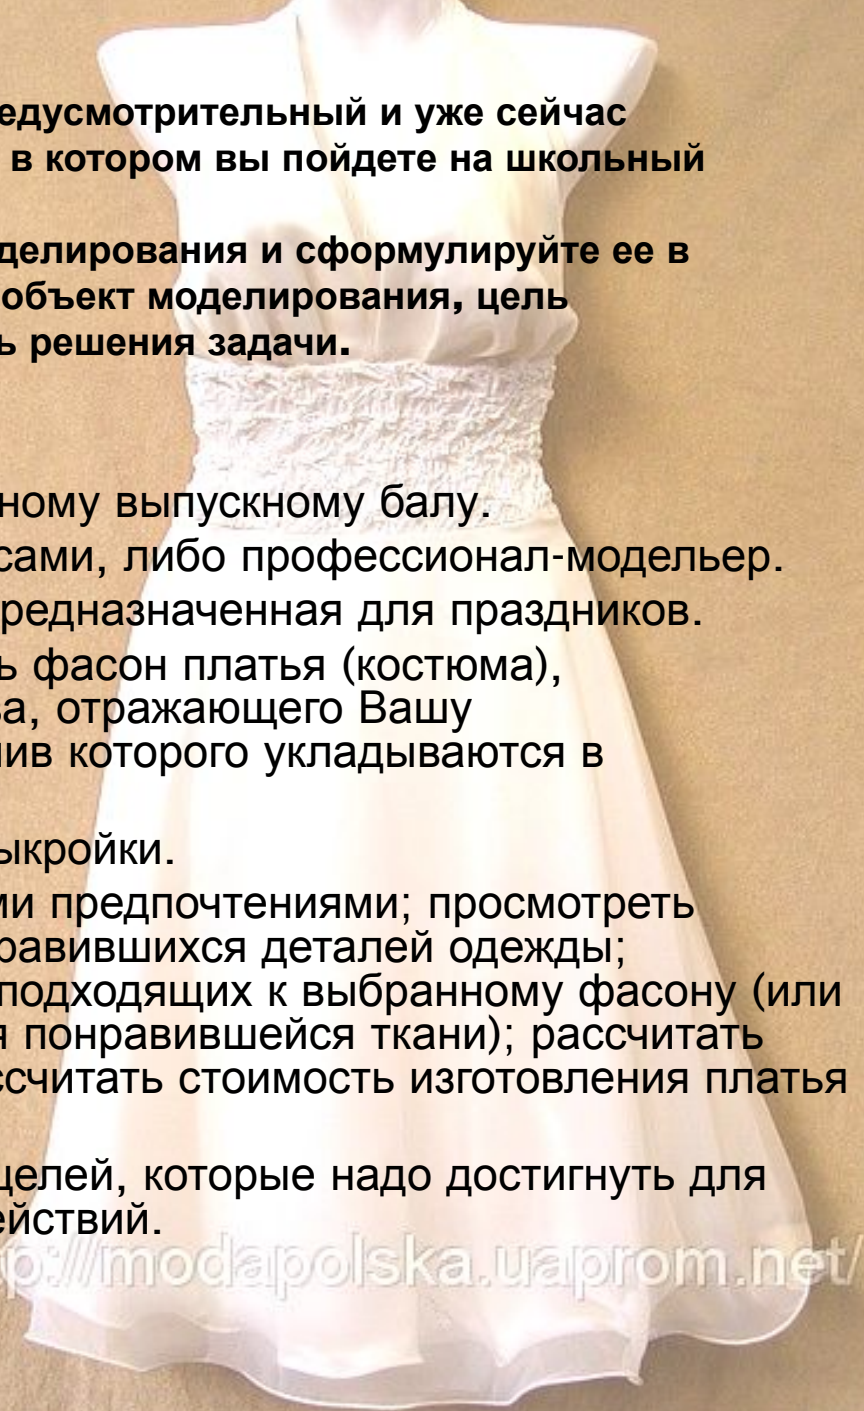 едусмотрительный и уже сейчас
в котором вы пойдете на школьный
делирования и сформулируйте ее в
объект моделирования, цель
ь решения задачи.
ному выпускному балу.
сами, либо профессионал-модельер.
редназначенная для праздников.
ь фасон платья (костюма),
ва, отражающего Вашу
ив которого укладываются в
ыкройки.
ми предпочтениями; просмотреть
равившихся деталей одежды;
подходящих к выбранному фасону (или
я понравившейся ткани); рассчитать
ссчитать стоимость изготовления платья
целей, которые надо достигнуть для
ействий.
p://modapolska.uaprom.net/